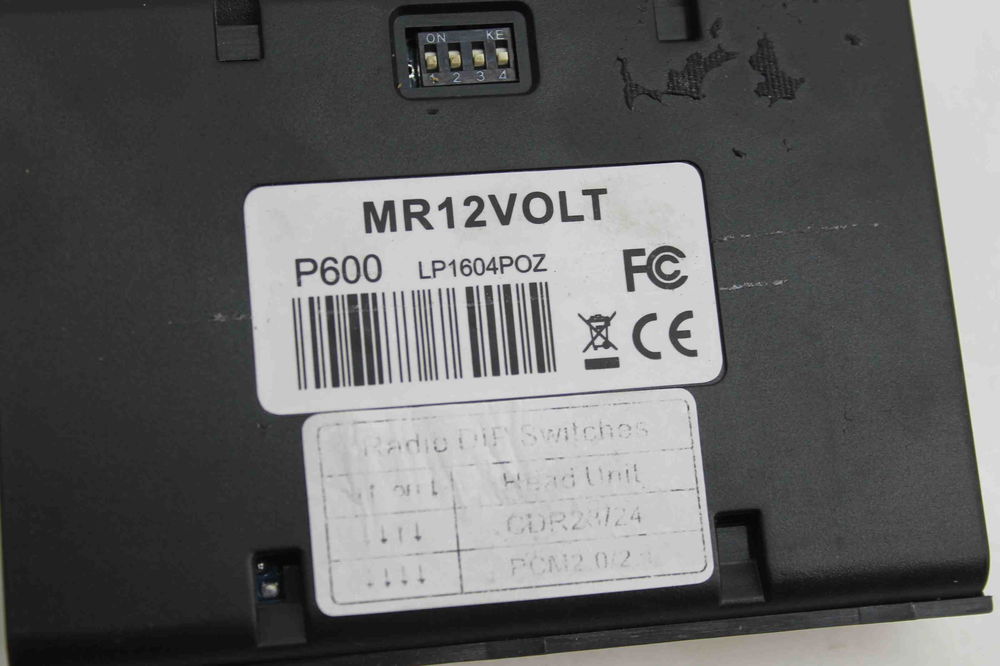 ON KE
1 2 3 4
MR12VOLT
P600 LP1604POZ
FC
CE
Radio DIP Switches
Head Unit
↓↑↓ CDR23/24
↓↓↓↓ PCM2.0/2.1